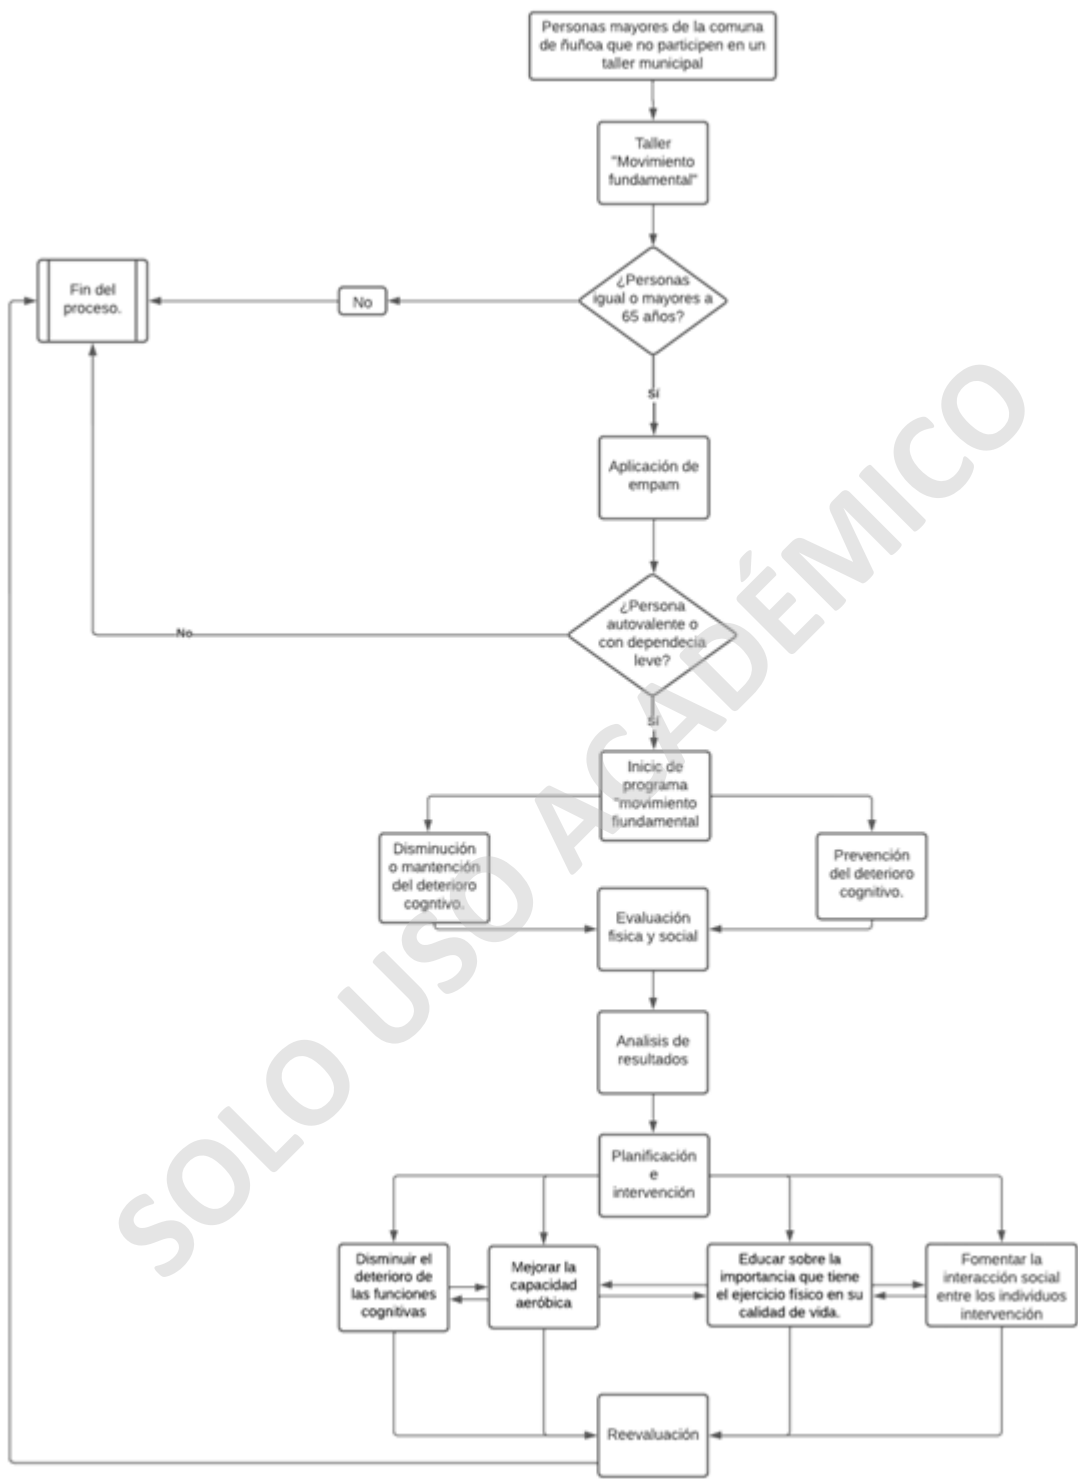 Personas mayores de la comuna
de ñuñoa que no participen en un
taller municipal
Taller
"Movimiento
fundamental"
¿Personas
igual o mayores a
65 años?
No
Fin del
proceso.
Sí
Aplicación de
empam
¿Persona
autovalente o
con dependecia
leve?
No
Sí
Inicic de
programa
"movimiento
fiundamental
Disminución
o mantención
del deterioro
cogntivo.
Prevención
del deterioro
cognitivo.
Evaluación
fisica y social
Analisis de
resultados
Planificación
e
intervención
Disminuir el
deterioro de
las funciones
cognitivas
Mejorar la
capacidad
aeróbica
Educar sobre la
importancia que tiene
el ejercicio físico en su
calidad de vida.
Fomentar la
interacción social
entre los individuos
intervención
Reevaluación
SOLO USO ACADÉMICO